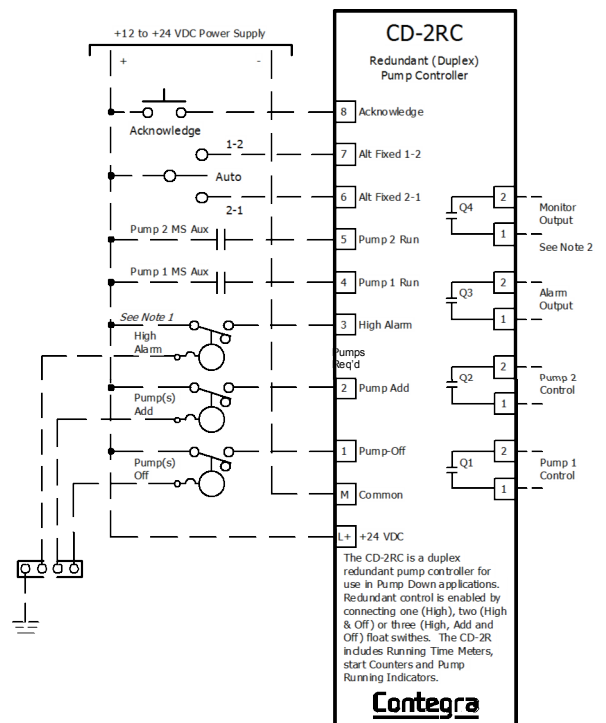 +12 to +24 VDC Power Supply
+
-
CD-2RC
Redundant (Duplex)
Pump Controller
Acknowledge
8 Acknowledge
1-2
7 Alt Fixed 1-2
Auto
2-1
6 Alt Fixed 2-1
Pump 2 MS Aux
5 Pump 2 Run
Pump 1 MS Aux
4 Pump 1 Run
See Note 1
3 High Alarm
High
Alarm
Pumps
Req'd
2 Pump Add
Pump(s)
Add
1 Pump-Off
Pump(s)
Off
M Common
L+ +24 VDC
Q4
2
1
Monitor
Output
See Note 2
Q3
2
1
Alarm
Output
Q2
2
1
Pump 2
Control
Q1
2
1
Pump 1
Control
The CD-2RC is a duplex
redundant pump controller for
use in Pump Down applications.
Redundant control is enabled by
connecting one (High), two (High
& Off) or three (High, Add and
Off) float swithes. The CD-2R
includes Running Time Meters,
start Counters and Pump
Running Indicators.
Contegra